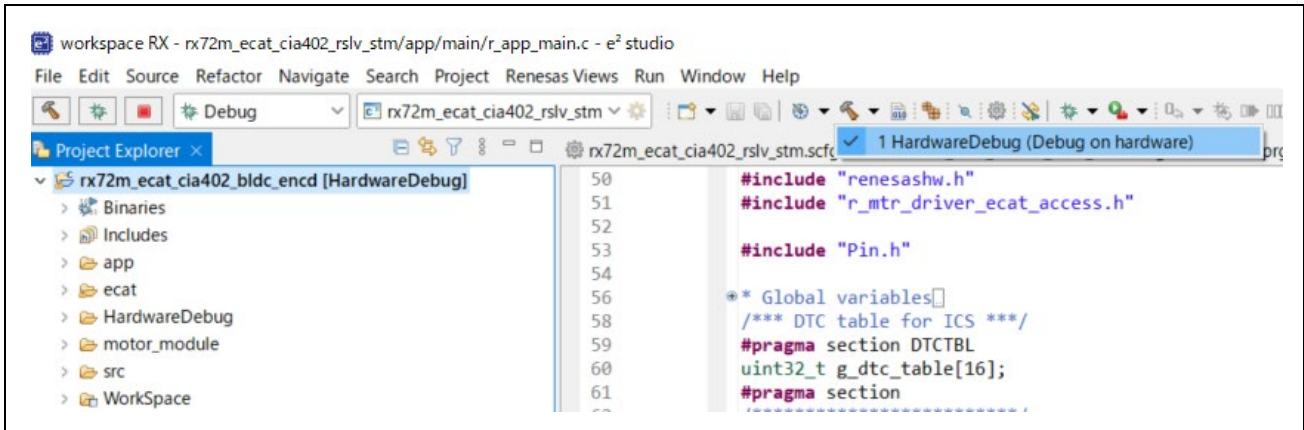 workspace RX - rx72m_ecat_cia402_rslv_stm/app/main/r_app_main.c - e² studio
File Edit Source Refactor Navigate Search Project Renesas Views Run Window Help
Debug rx72m_ecat_cia402_rslv_stm
1 HardwareDebug (Debug on hardware)
Project Explorer rx72m_ecat_cia402_rslv_stm.scfg
rx72m_ecat_cia402_bldc_encd [HardwareDebug]
Binaries
Includes
app
ecat
HardwareDebug
motor_module
src
WorkSpace
50 #include "renesashw.h"
51 #include "r_mtr_driver_ecat_access.h"
52
53 #include "Pin.h"
54
56 * Global variables
58 /*** DTC table for ICS ***/
59 #pragma section DTCTBL
60 uint32_t g_dtc_table[16];
61 #pragma section